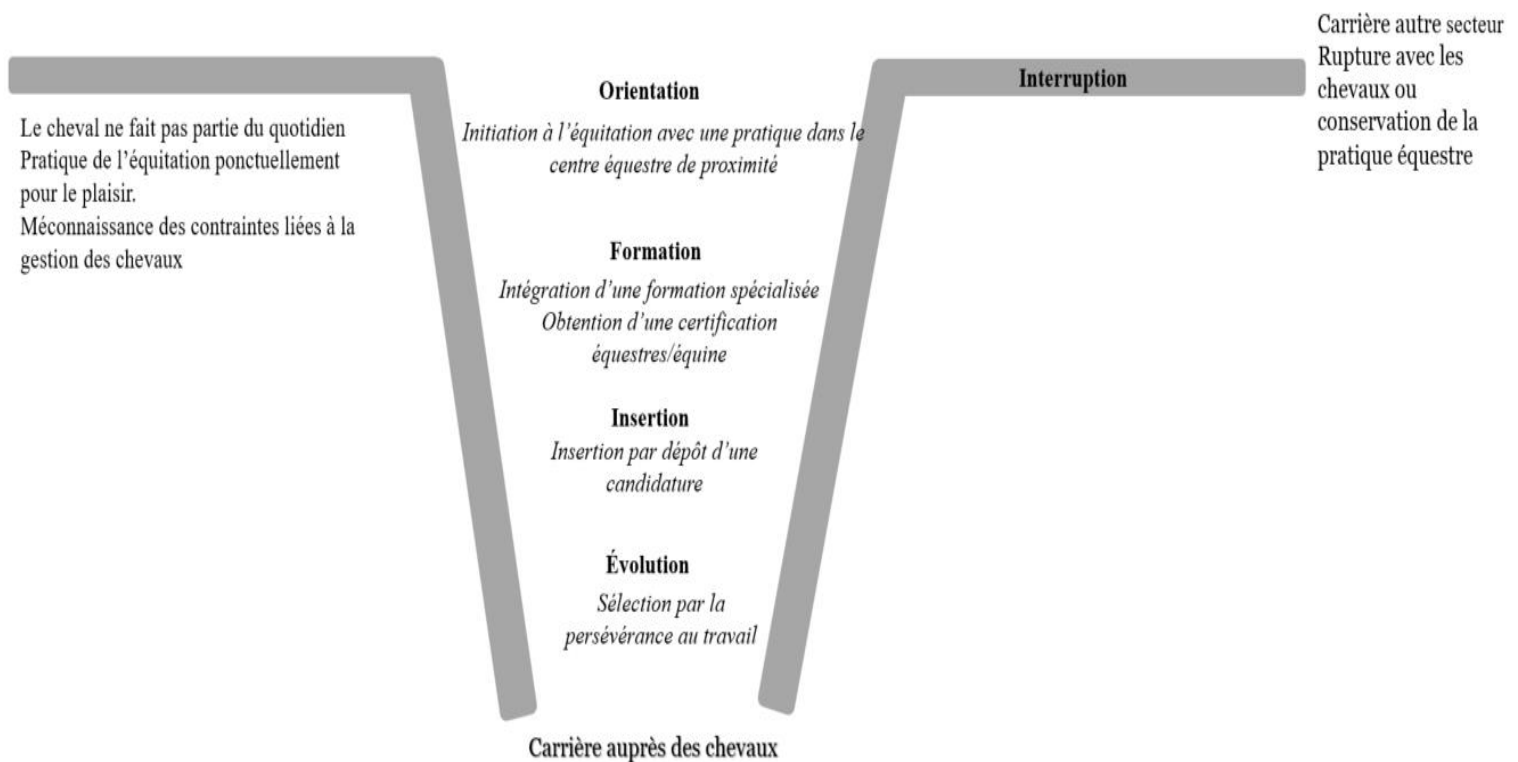 Le cheval ne fait pas partie du quotidien
Pratique de l'équitation ponctuellement
pour le plaisir.
Méconnaissance des contraintes liées à la
gestion des chevaux
Orientation
Initiation à l'équitation avec une pratique dans le
centre équestre de proximité
Formation
Intégration d'une formation spécialisée
Obtention d'une certification
équestres/équine
Insertion
Insertion par dépôt d'une
candidature
Évolution
Sélection par la
persévérance au travail
Carrière auprès des chevaux
Interruption
Carrière autre secteur
Rupture avec les
chevaux ou
conservation de la
pratique équestre